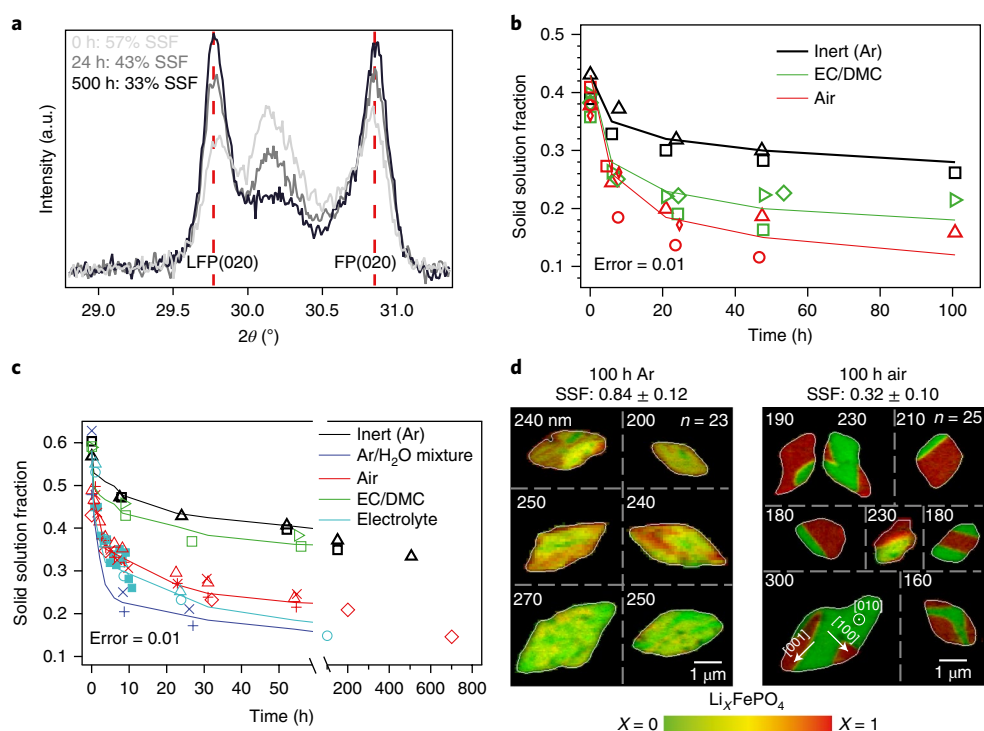 a
0 h: 57% SSF
24 h: 43% SSF
500 h: 33% SSF
Intensity (a.u.)
LFP(020)
FP(020)
29.0
29.5
30.0
30.5
31.0
2θ (°)
b
0.5
0.4
0.3
0.2
0.1
Solid solution fraction
Inert (Ar)
EC/DMC
Air
Error = 0.01
0
20
40
60
80
100
Time (h)
c
0.6
0.5
0.4
0.3
0.2
0.1
Solid solution fraction
Inert (Ar)
Ar/H₂O mixture
Air
EC/DMC
Electrolyte
Error = 0.01
0
10
20
30
50
200
400
600
800
Time (h)
d
100 h Ar
SSF: 0.84 ± 0.12
240 nm
200
n = 23
250
240
270
250
1 μm
100 h air
SSF: 0.32 ± 0.10
190
230
210
n = 25
180
230
180
300
160
[010]
[001]
[100]
1 μm
LiXFePO₄
X = 0
X = 1